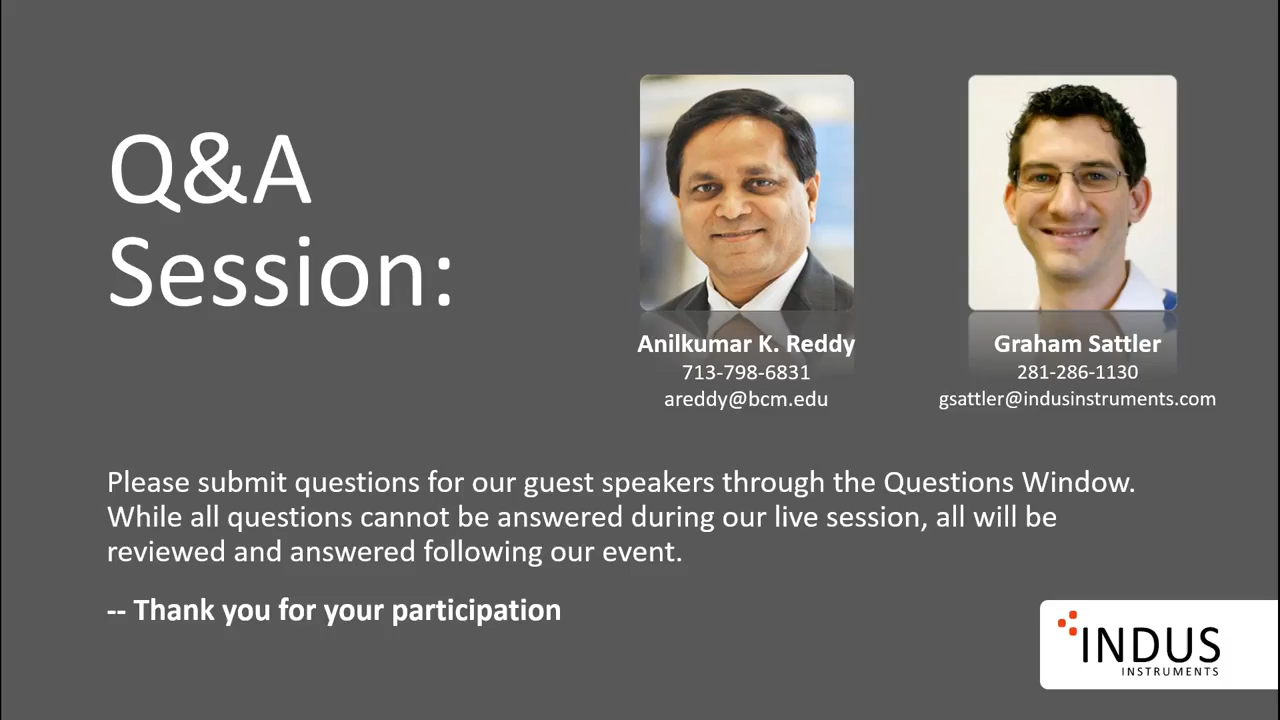 Q&A
Session:
Anilkumar K. Reddy
713-798-6831
areddy@bcm.edu
Graham Sattler
281-286-1130
gsattler@indusinstruments.com
Please submit questions for our guest speakers through the Questions Window.
While all questions cannot be answered during our live session, all will be
reviewed and answered following our event.
-- Thank you for your participation
INDUS
INSTRUMENTS